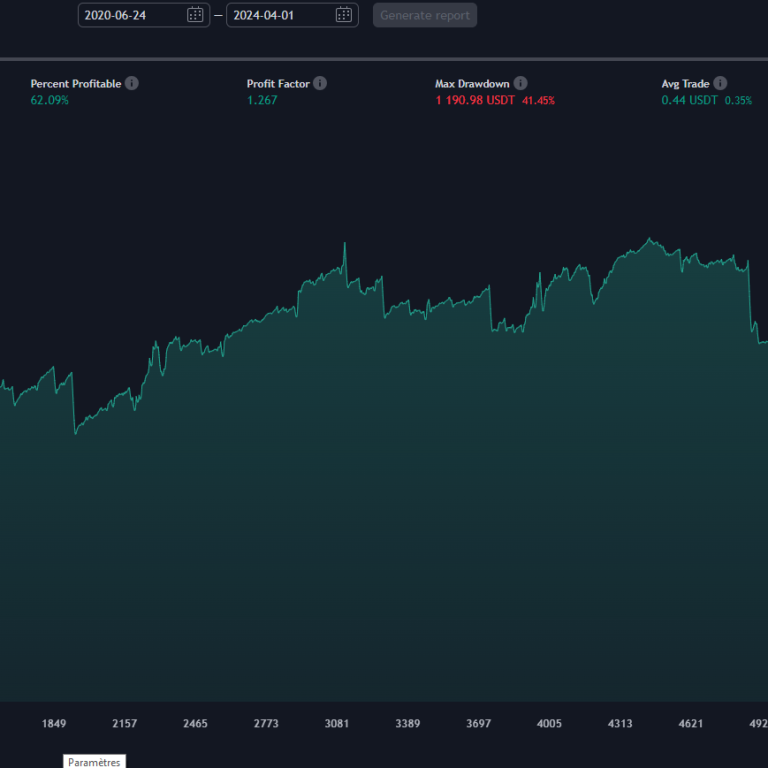 2020-06-24 — 2024-04-01 Generate report
Percent Profitable Profit Factor Max Drawdown Avg Trade
62.09% 1.267 1 190.98 USDT 41.45% 0.44 USDT 0.35%
1849 2157 2465 2773 3081 3389 3697 4005 4313 4621 492
Paramètres